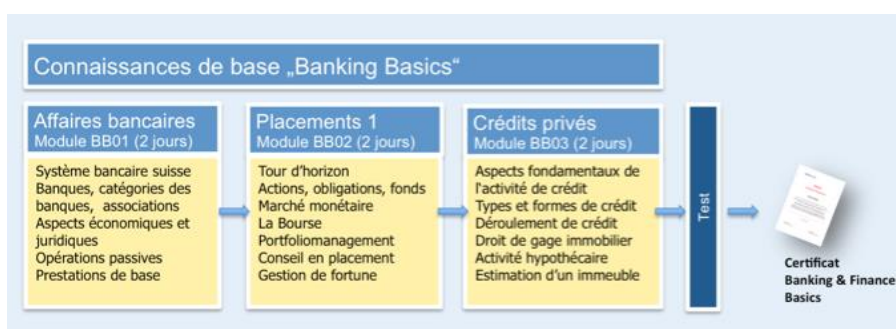 Connaissances de base „Banking Basics“
Affaires bancaires
Module BB01 (2 jours)
Système bancaire suisse
Banques, catégories des
banques, associations
Aspects économiques et
juridiques
Opérations passives
Prestations de base
Placements 1
Module BB02 (2 jours)
Tour d'horizon
Actions, obligations, fonds
Marché monétaire
La Bourse
Portfoliomanagement
Conseil en placement
Gestion de fortune
Crédits privés
Module BB03 (2 jours)
Aspects fondamentaux de
l'activité de crédit
Types et formes de crédit
Déroulement de crédit
Droit de gage immobilier
Activité hypothécaire
Estimation d'un immeuble
Test
Certificat
Banking & Finance
Basics